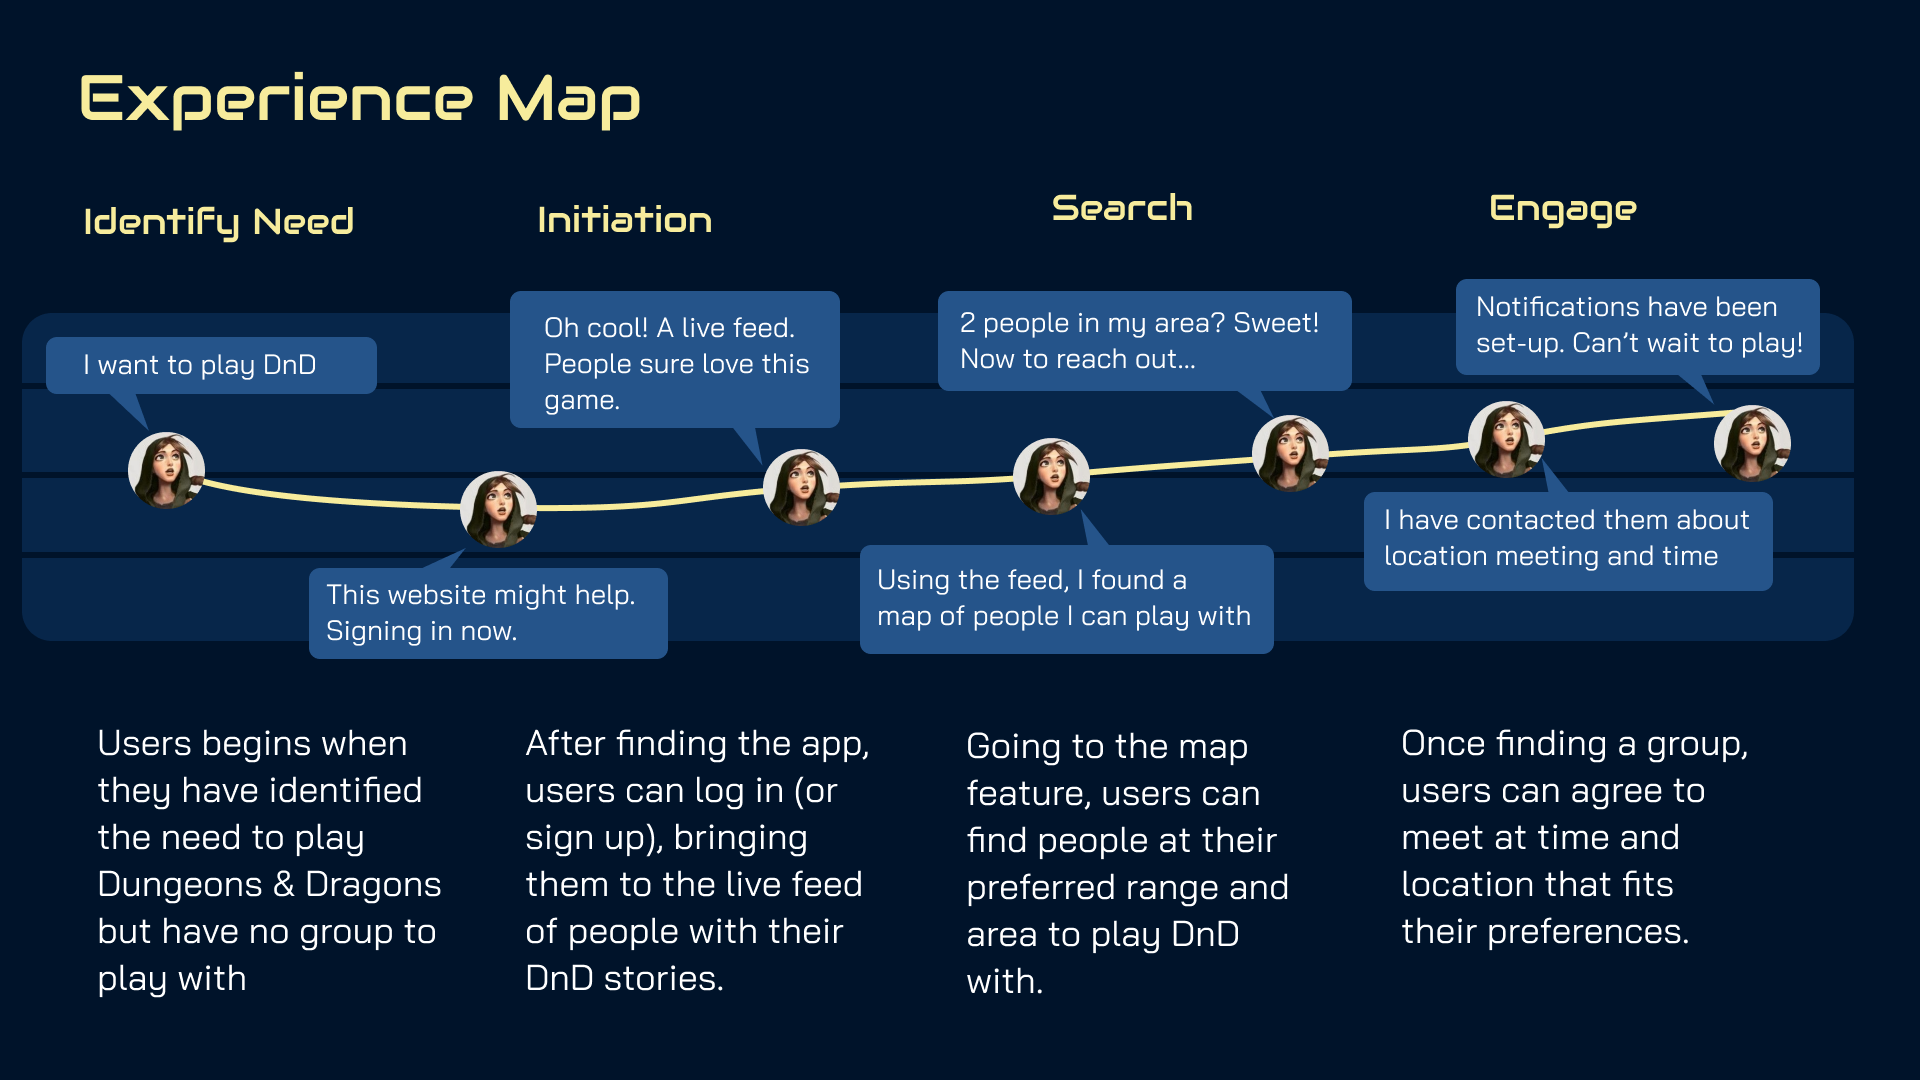 Experience Map
Identify Need
Initiation
Search
Engage
I want to play DnD
This website might help.
Signing in now.
Oh cool! A live feed.
People sure love this
game.
Using the feed, I found a
map of people I can play with
2 people in my area? Sweet!
Now to reach out...
I have contacted them about
location meeting and time
Notifications have been
set-up. Can’t wait to play!
Users begins when
they have identified
the need to play
Dungeons & Dragons
but have no group to
play with
After finding the app,
users can log in (or
sign up), bringing
them to the live feed
of people with their
DnD stories.
Going to the map
feature, users can
find people at their
preferred range and
area to play DnD
with.
Once finding a group,
users can agree to
meet at time and
location that fits
their preferences.